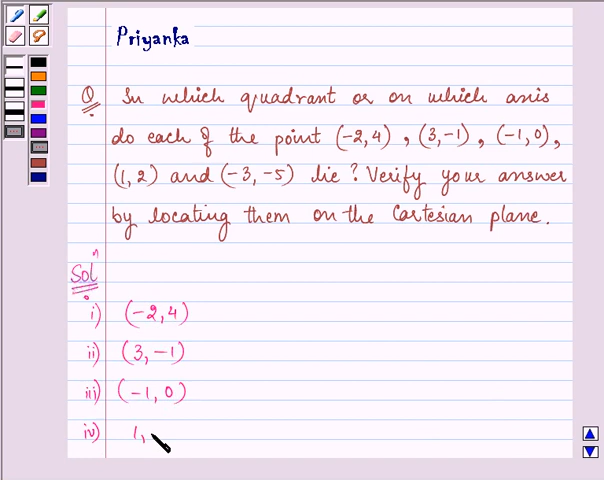 Priyanka
Q. In which quadrant or on which axis
do each of the point (-2,4) , (3,-1) , (-1,0),
(1,2) and (-3,-5) lie? Verify your answer
by locating them on the Cartesian plane.
Solⁿ
i) (-2,4)
ii) (3,-1)
iii) (-1,0)
iv) 1,